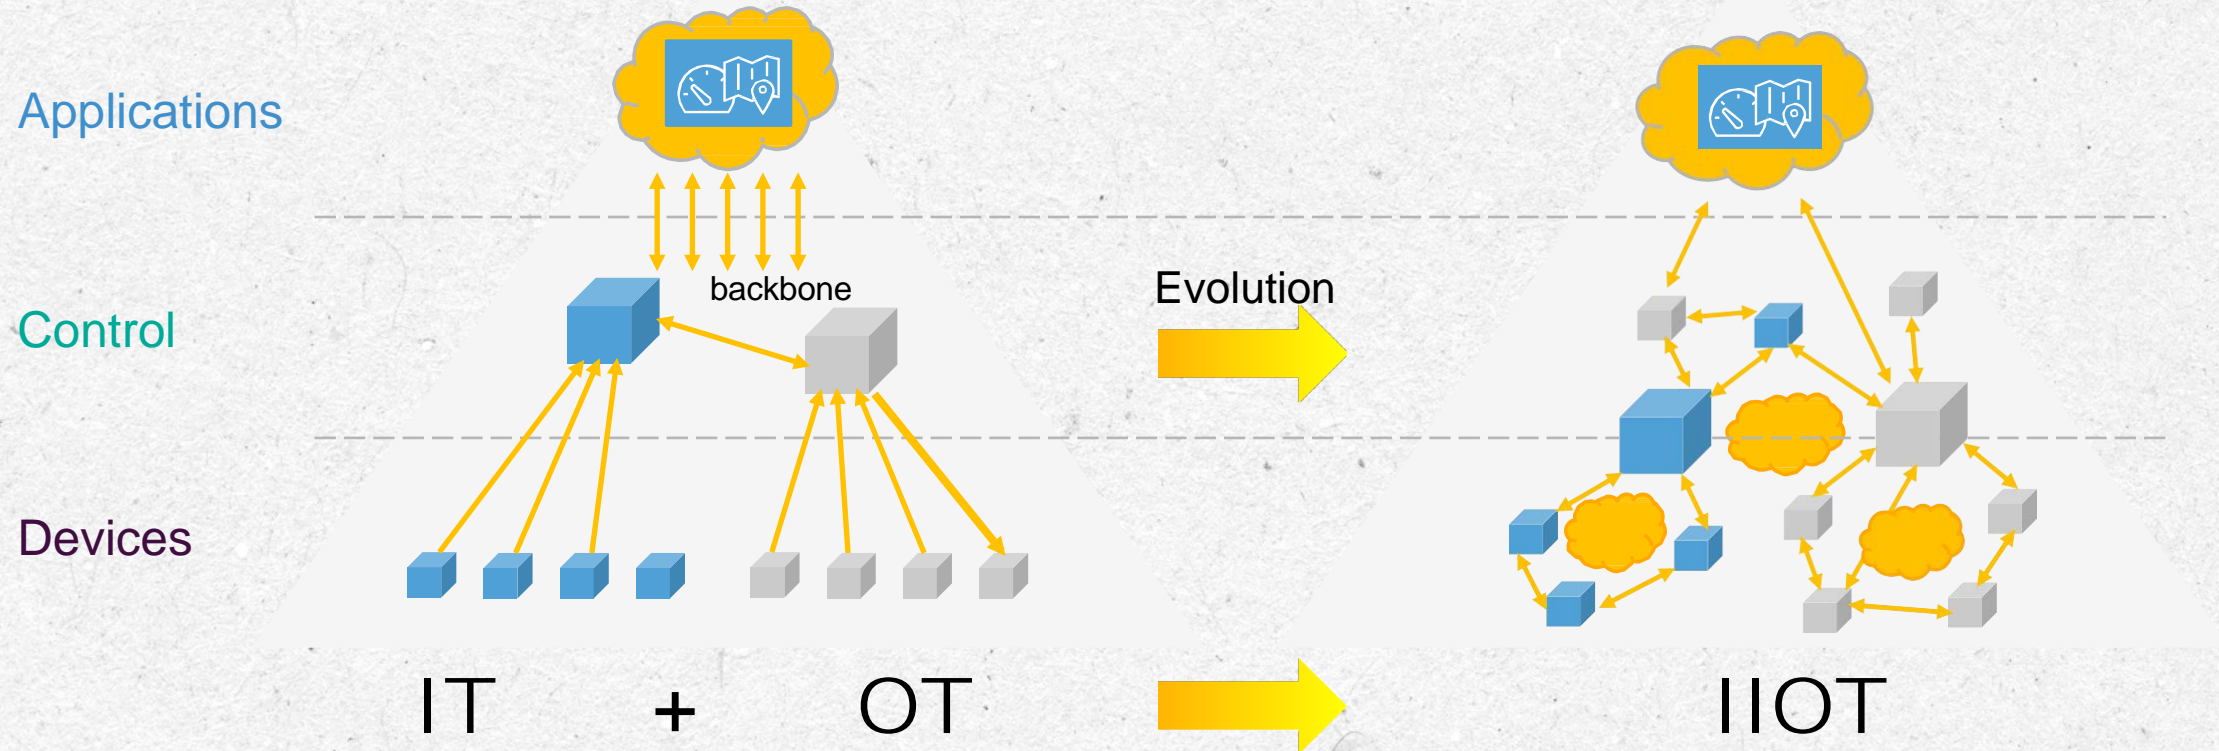 Applications
backbone
Evolution
Control
Devices
IT + OT
IIOT